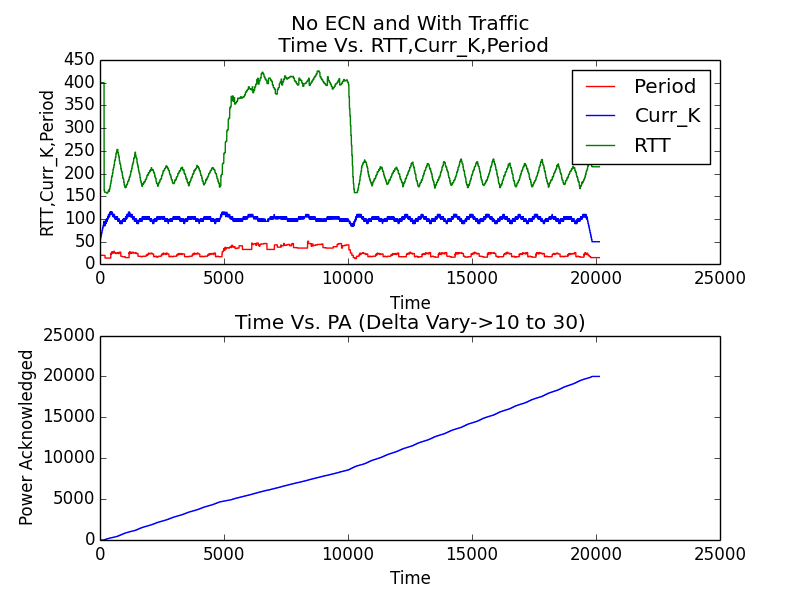 No ECN and With Traffic
Time Vs. RTT,Curr_K,Period
450
400
350
300
250
200
150
100
50
0
RTT,Curr_K,Period
Period
Curr_K
RTT
0
5000
10000
15000
20000
25000
Time
Time Vs. PA (Delta Vary->10 to 30)
25000
20000
15000
10000
5000
0
Power Acknowledged
0
5000
10000
15000
20000
25000
Time